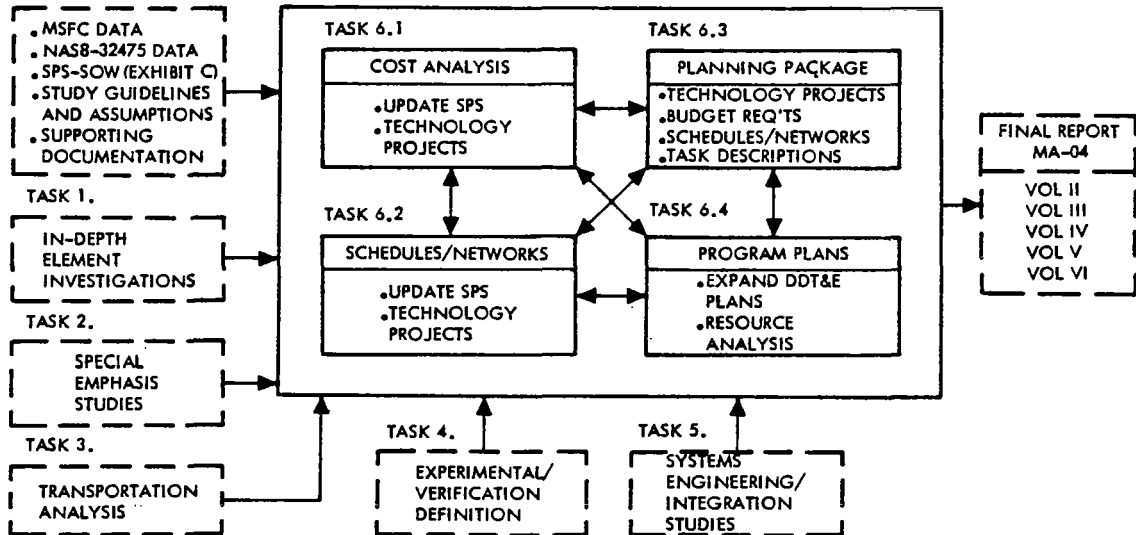 .MSFC DATA
.NAS8-32475 DATA
.SPS-SOW (EXHIBIT C)
.STUDY GUIDELINES
AND ASSUMPTIONS
.SUPPORTING
DOCUMENTATION
TASK 1.
IN-DEPTH
ELEMENT
INVESTIGATIONS
TASK 2.
SPECIAL
EMPHASIS
STUDIES
TASK 3.
TRANSPORTATION
ANALYSIS
TASK 6.1
COST ANALYSIS
.UPDATE SPS
.TECHNOLOGY
PROJECTS
TASK 6.3
PLANNING PACKAGE
.TECHNOLOGY PROJECTS
.BUDGET REQ'TS
.SCHEDULES/NETWORKS
.TASK DESCRIPTIONS
TASK 6.2
SCHEDULES/NETWORKS
.UPDATE SPS
.TECHNOLOGY
PROJECTS
TASK 6.4
PROGRAM PLANS
.EXPAND DDT&E
PLANS
.RESOURCE
ANALYSIS
TASK 4.
EXPERIMENTAL/
VERIFICATION
DEFINITION
TASK 5.
SYSTEMS
ENGINEERING/
INTEGRATION
STUDIES
FINAL REPORT
MA-04
VOL II
VOL III
VOL IV
VOL V
VOL VI